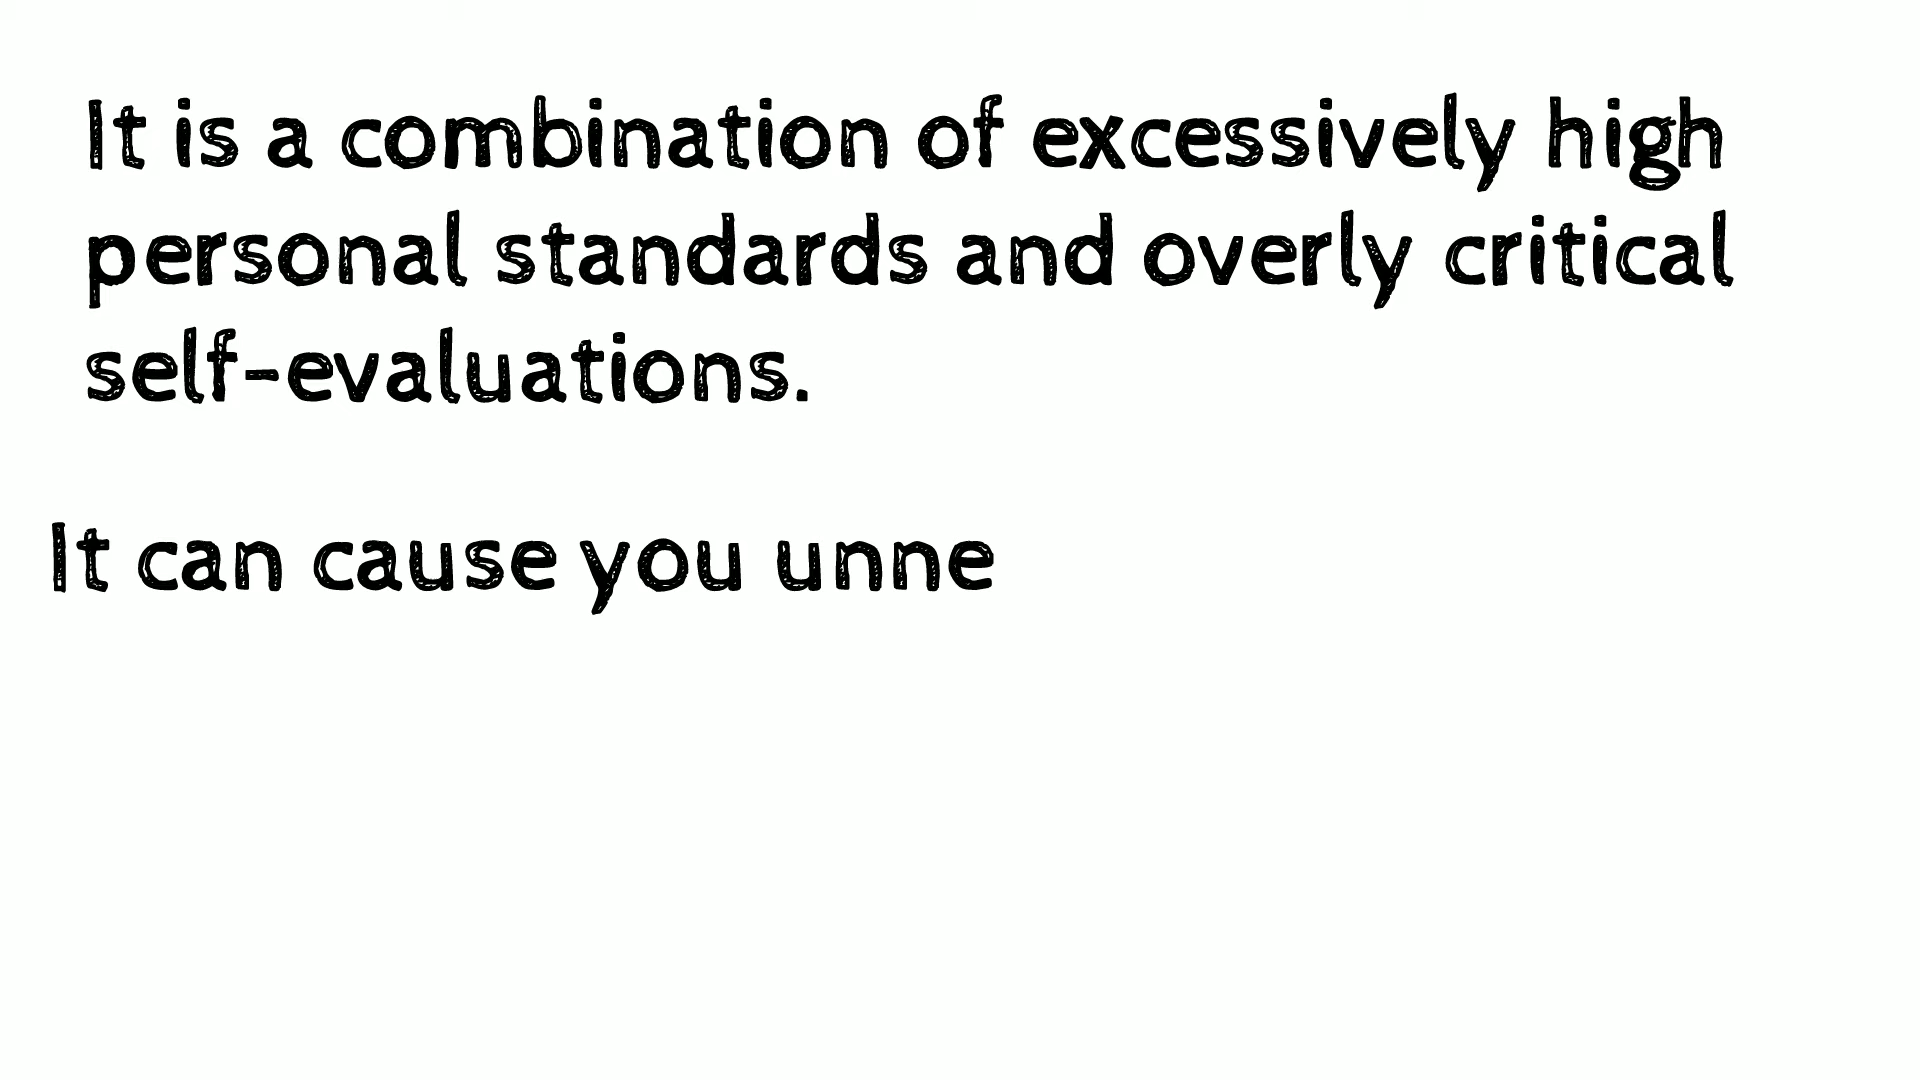 It is a combination of excessively high
personal standards and overly critical
self-evaluations.
It can cause you unne